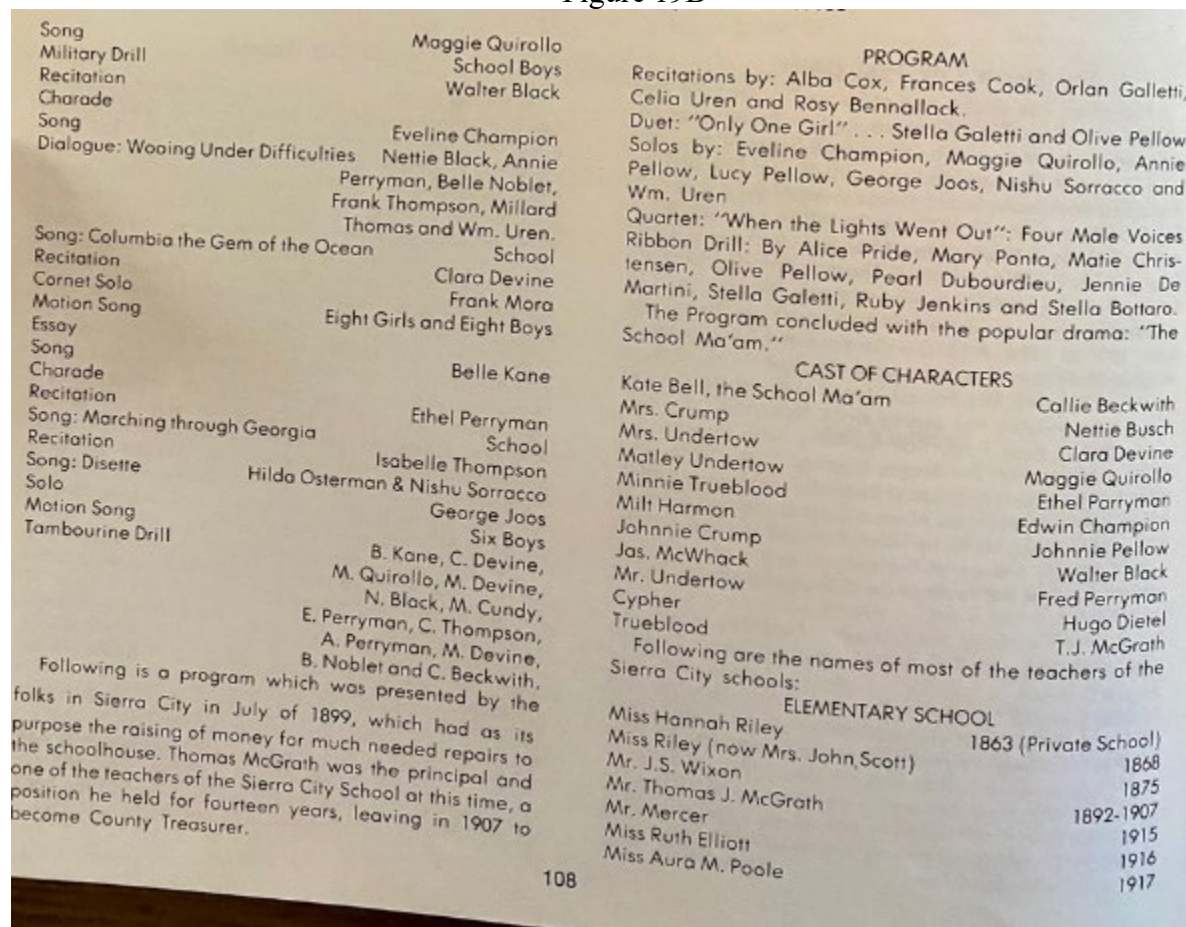 Figure 19B
Song Maggie Quirollo
Military Drill School Boys
Recitation Walter Black
Charade
Song Eveline Champion
Dialogue: Wooing Under Difficulties Nettie Black, Annie
Perryman, Belle Noblet,
Frank Thompson, Millard
Thomas and Wm. Uren.
Song: Columbia the Gem of the Ocean School
Recitation Clara Devine
Cornet Solo Frank Mora
Motion Song Eight Girls and Eight Boys
Essay
Song Belle Kane
Charade
Recitation Ethel Perryman
Song: Marching through Georgia School
Recitation Isabelle Thompson
Song: Disette Hilda Osterman & Nishu Sorracco
Solo George Joos
Motion Song Six Boys
Tambourine Drill B. Kane, C. Devine,
M. Quirollo, M. Devine,
N. Black, M. Cundy,
E. Perryman, C. Thompson,
A. Perryman, M. Devine,
B. Noblet and C. Beckwith.
Following is a program which was presented by the
folks in Sierra City in July of 1899, which had as its
purpose the raising of money for much needed repairs to
the schoolhouse. Thomas McGrath was the principal and
one of the teachers of the Sierra City School at this time, a
position he held for fourteen years, leaving in 1907 to
become County Treasurer.
108
PROGRAM
Recitations by: Alba Cox, Frances Cook, Orlan Galletti,
Celia Uren and Rosy Bennallack.
Duet: "Only One Girl" . . . Stella Galetti and Olive Pellow
Solos by: Eveline Champion, Maggie Quirollo, Annie
Pellow, Lucy Pellow, George Joos, Nishu Sorracco and
Wm. Uren
Quartet: "When the Lights Went Out": Four Male Voices
Ribbon Drill: By Alice Pride, Mary Ponta, Matie Chris-
tensen, Olive Pellow, Pearl Dubourdieu, Jennie De
Martini, Stella Galetti, Ruby Jenkins and Stella Bottaro.
The Program concluded with the popular drama: "The
School Ma'am."
CAST OF CHARACTERS
Kate Bell, the School Ma'am Callie Beckwith
Mrs. Crump Nettie Busch
Mrs. Undertow Clara Devine
Matley Undertow Maggie Quirollo
Minnie Trueblood Ethel Parryman
Milt Harmon Edwin Champion
Johnnie Crump Johnnie Pellow
Jas. McWhack Walter Black
Mr. Undertow Fred Perryman
Cypher Hugo Dietel
Trueblood T.J. McGrath
Following are the names of most of the teachers of the
Sierra City schools:
ELEMENTARY SCHOOL
Miss Hannah Riley 1863 (Private School)
Miss Riley (now Mrs. John Scott) 1868
Mr. J.S. Wixon 1875
Mr. Thomas J. McGrath 1892-1907
Mr. Mercer 1915
Miss Ruth Elliott 1916
Miss Aura M. Poole 1917